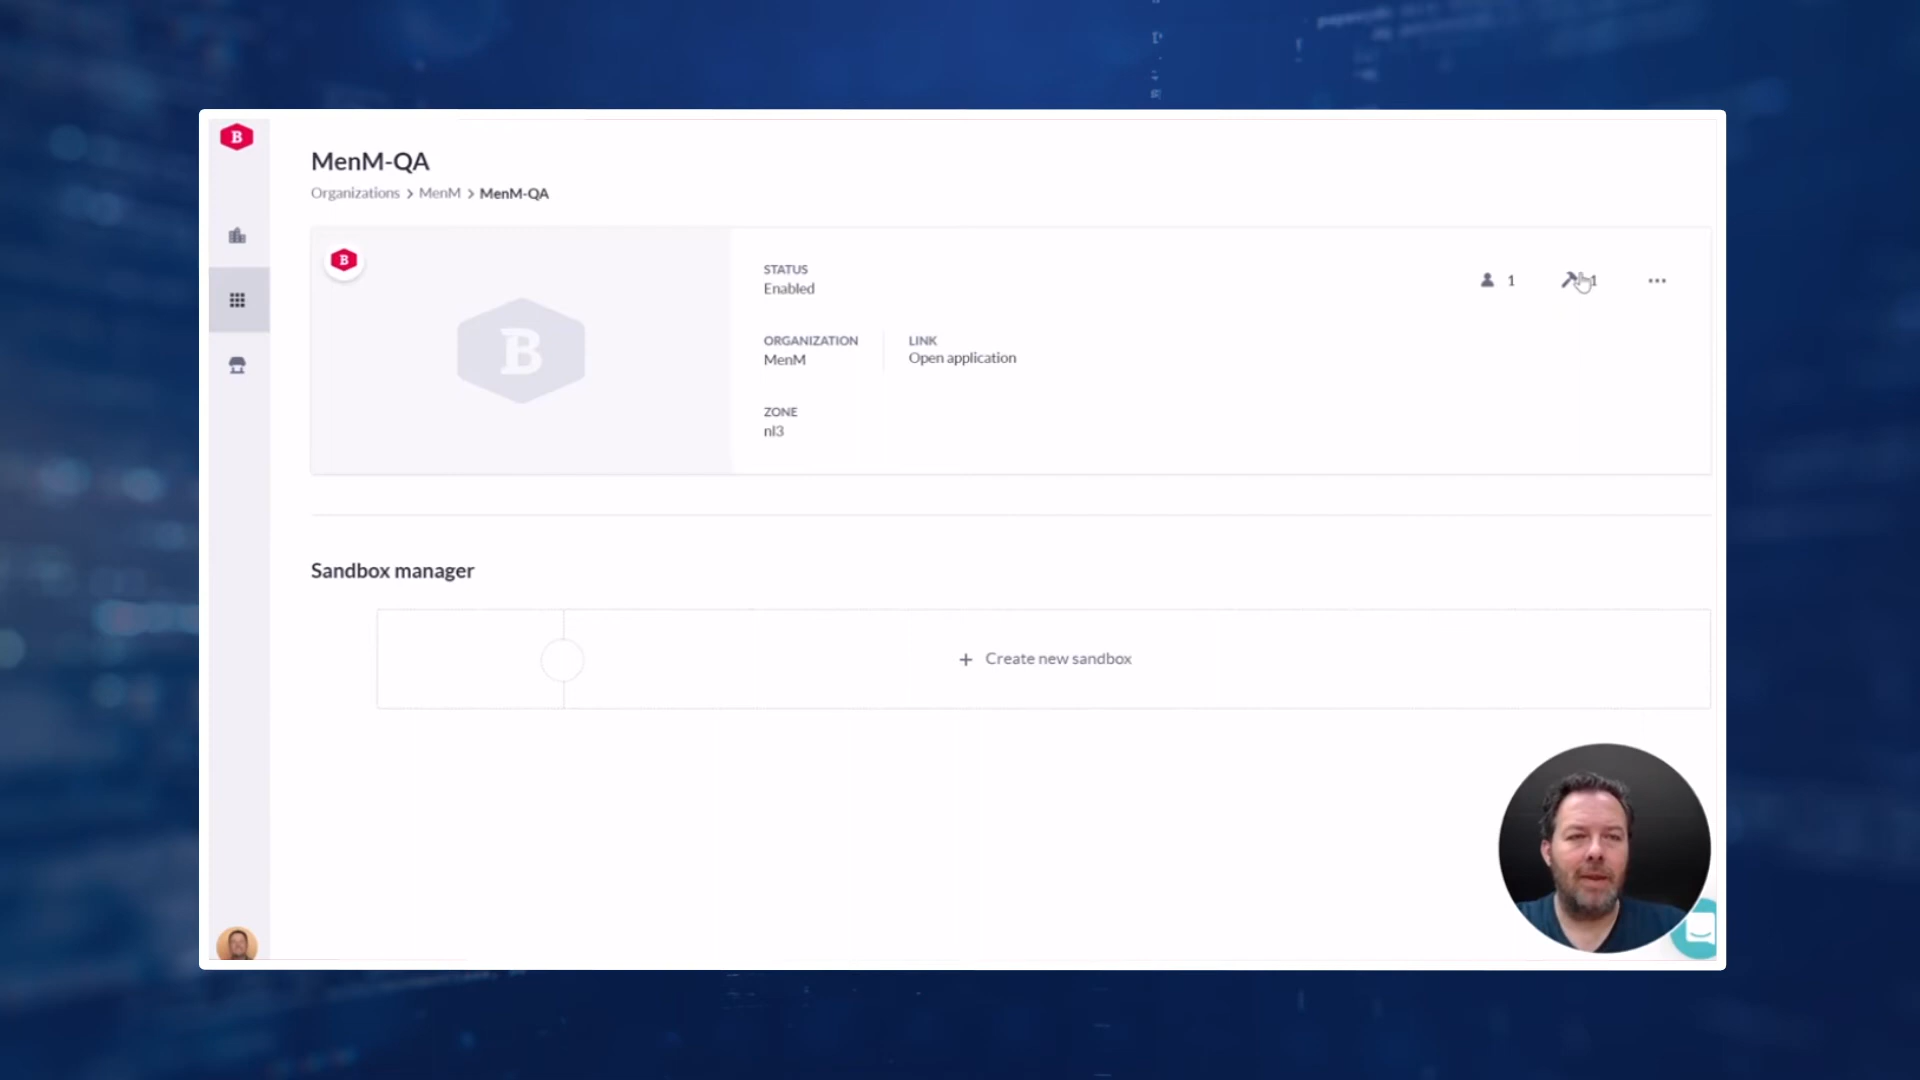 B
MenM-QA
Organizations > MenM > MenM-QA
B
B
STATUS
Enabled
1
1
...
ORGANIZATION
MenM
LINK
Open application
ZONE
nl3
Sandbox manager
+ Create new sandbox